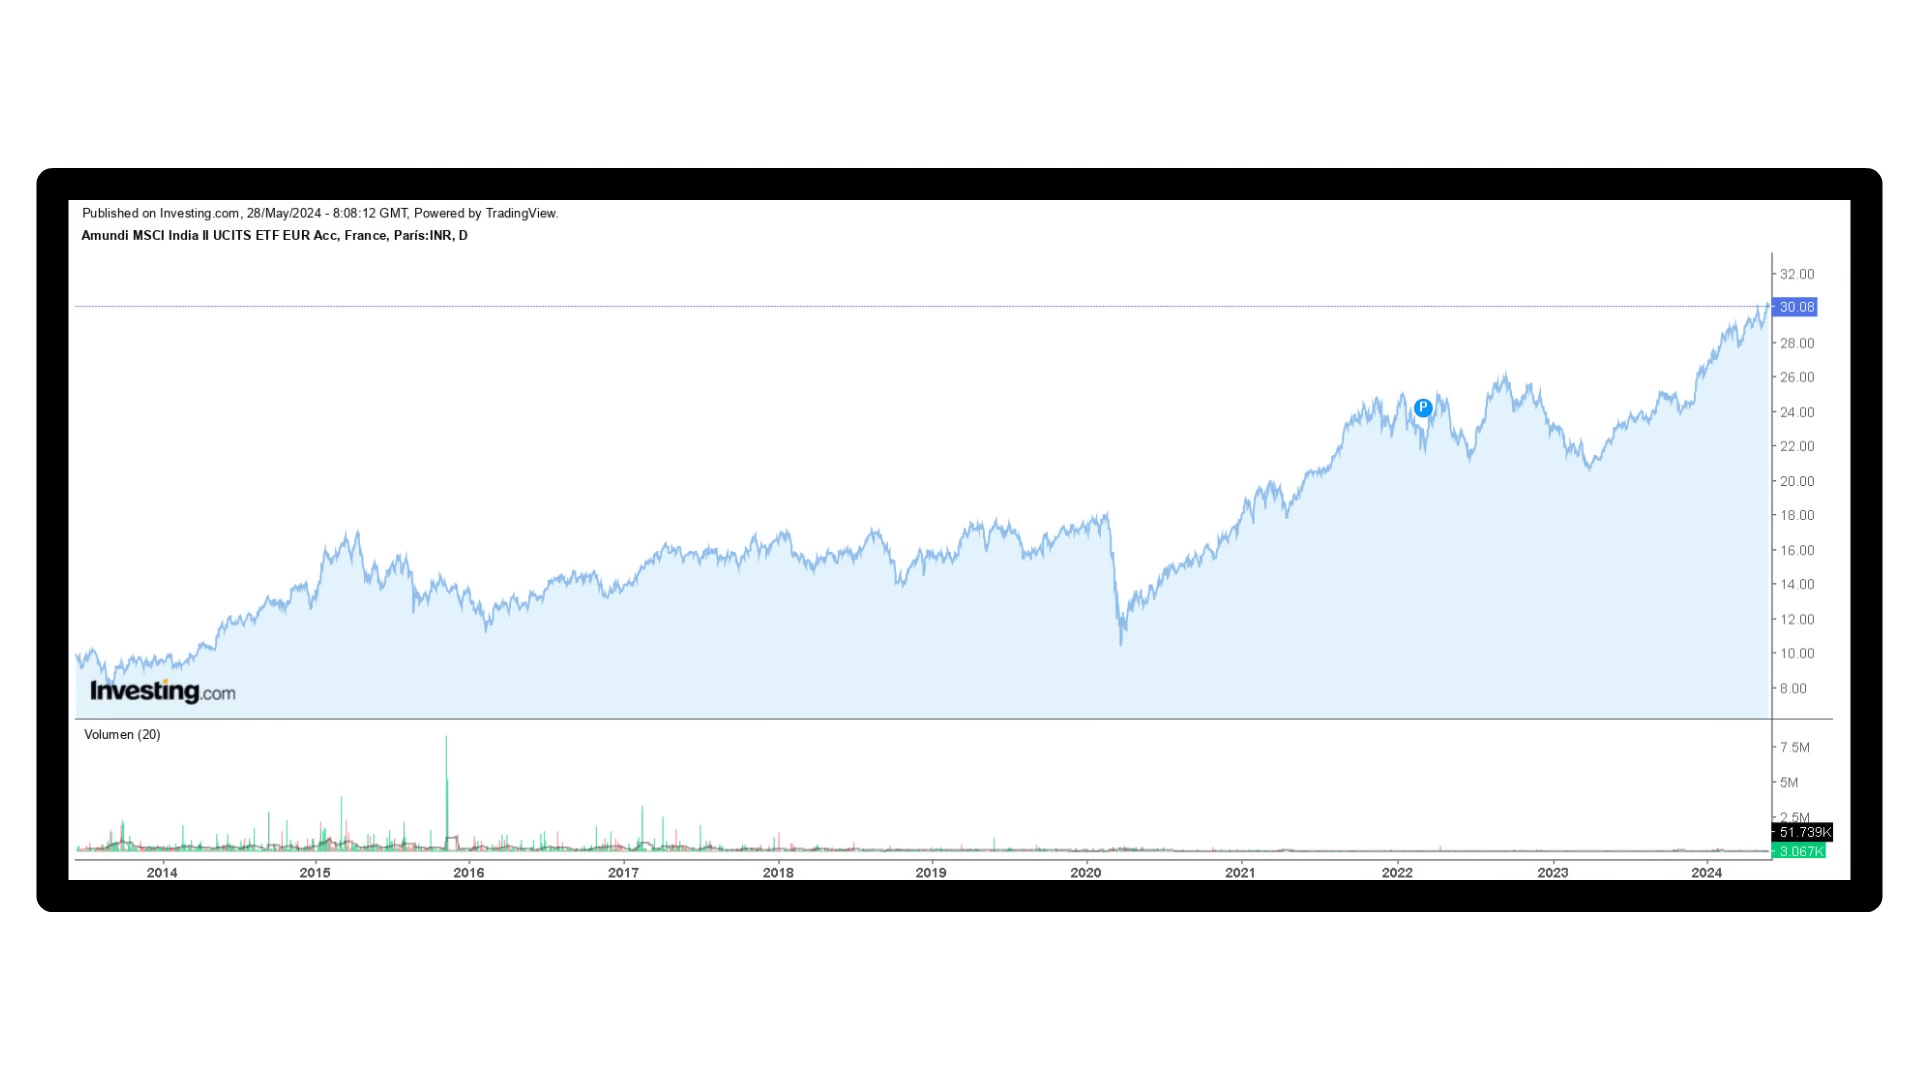 Published on Investing.com, 28/May/2024 - 8:08:12 GMT, Powered by TradingView.
Amundi MSCI India II UCITS ETF EUR Acc, France, París:INR, D
32.00
30.08
28.00
26.00
24.00
P
22.00
20.00
18.00
16.00
14.00
12.00
10.00
8.00
Investing.com
Volumen (20)
7.5M
5M
2.5M
51.739K
3.067K
2014 2015 2016 2017 2018 2019 2020 2021 2022 2023 2024